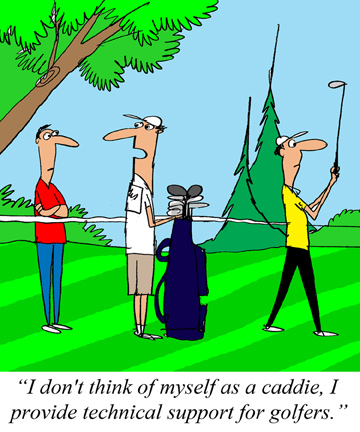 “I don't think of myself as a caddie, I
provide technical support for golfers.”